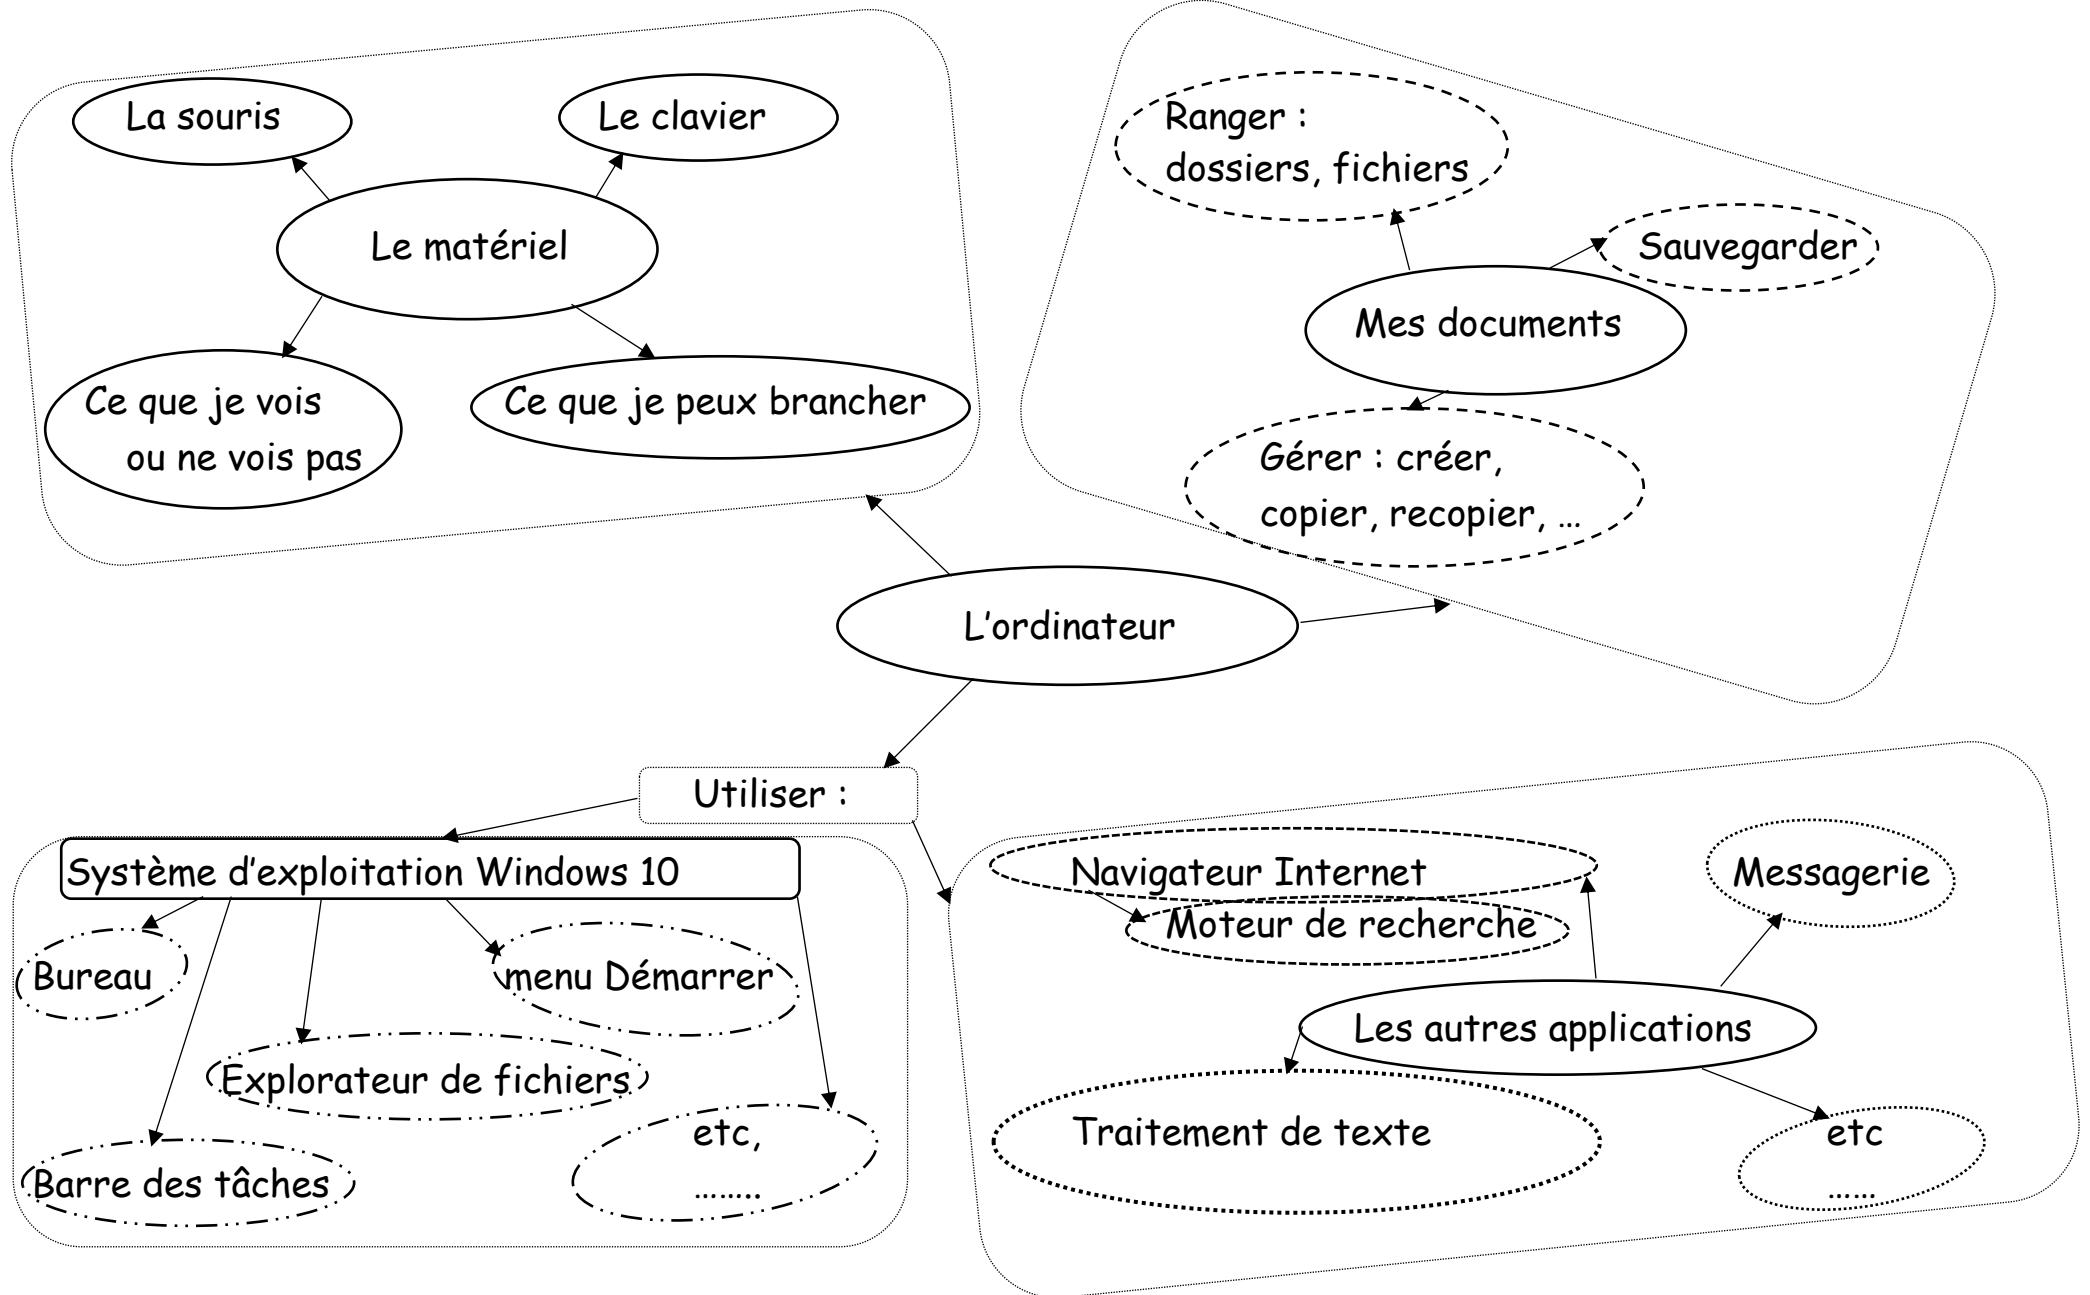 La souris
Le clavier
Le matériel
Ce que je vois
ou ne vois pas
Ce que je peux brancher
Ranger :
dossiers, fichiers
Sauvegarder
Mes documents
Gérer : créer,
copier, recopier, ...
L’ordinateur
Utiliser :
Système d’exploitation Windows 10
Bureau
menu Démarrer
Explorateur de fichiers
Barre des tâches
etc,
........
Navigateur Internet
Moteur de recherche
Messagerie
Les autres applications
Traitement de texte
etc
......